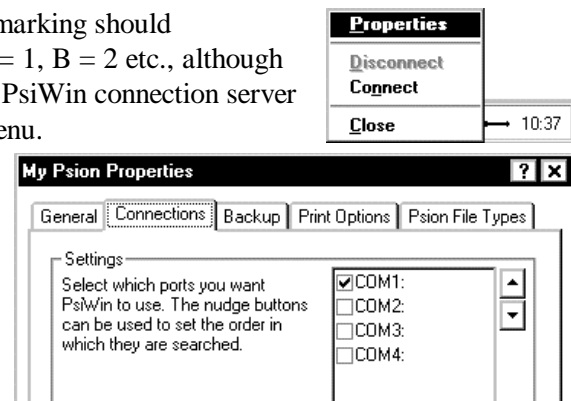 marking should
= 1, B = 2 etc., although
PsiWin connection server
enu.
Properties
Disconnect
Connect
Close
10:37
My Psion Properties
General Connections Backup Print Options Psion File Types
Settings
Select which ports you want
PsiWin to use. The nudge buttons
can be used to set the order in
which they are searched.
COM1:
COM2:
COM3:
COM4: